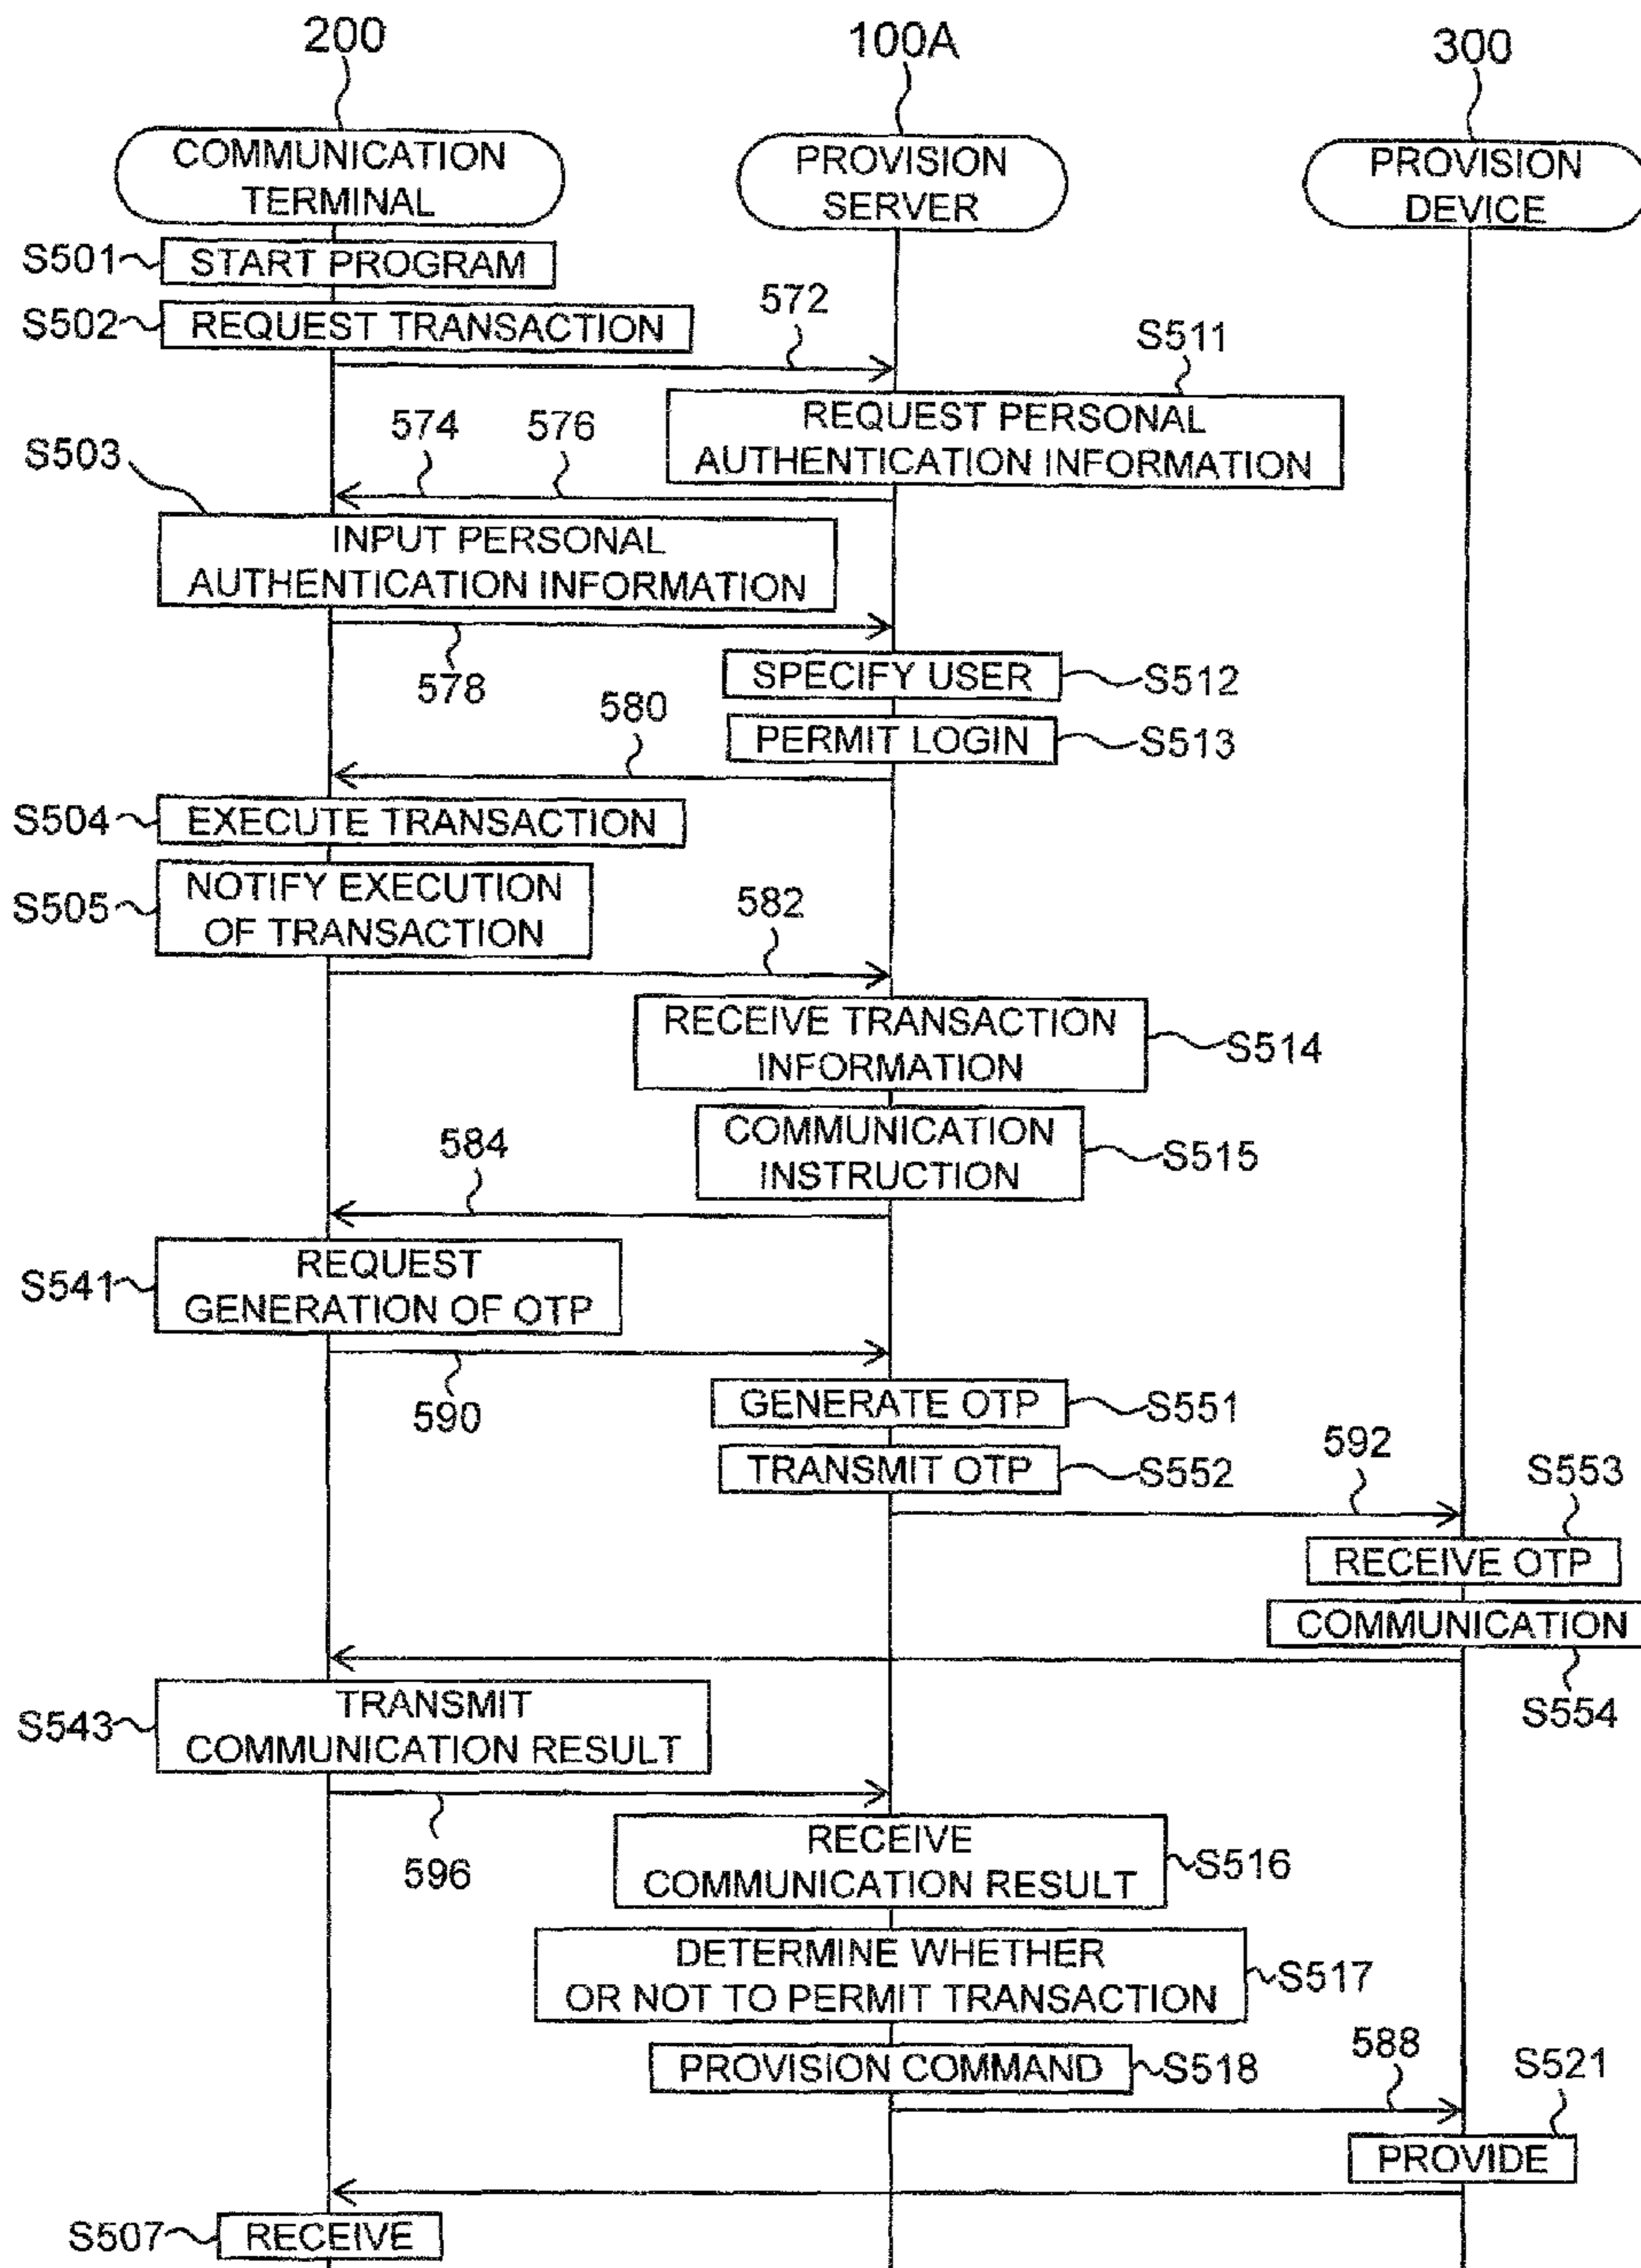 200
100A
300
COMMUNICATION
TERMINAL
PROVISION
SERVER
PROVISION
DEVICE
S501
START PROGRAM
S502
REQUEST TRANSACTION
572
S511
REQUEST PERSONAL
AUTHENTICATION INFORMATION
574
576
S503
INPUT PERSONAL
AUTHENTICATION INFORMATION
578
SPECIFY USER
S512
580
PERMIT LOGIN
S513
S504
EXECUTE TRANSACTION
S505
NOTIFY EXECUTION
OF TRANSACTION
582
RECEIVE TRANSACTION
INFORMATION
S514
COMMUNICATION
INSTRUCTION
S515
584
S541
REQUEST
GENERATION OF OTP
590
GENERATE OTP
S551
TRANSMIT OTP
S552
592
S553
RECEIVE OTP
COMMUNICATION
S554
S543
TRANSMIT
COMMUNICATION RESULT
596
RECEIVE
COMMUNICATION RESULT
S516
DETERMINE WHETHER
OR NOT TO PERMIT TRANSACTION
S517
PROVISION COMMAND
S518
588
S521
PROVIDE
S507
RECEIVE